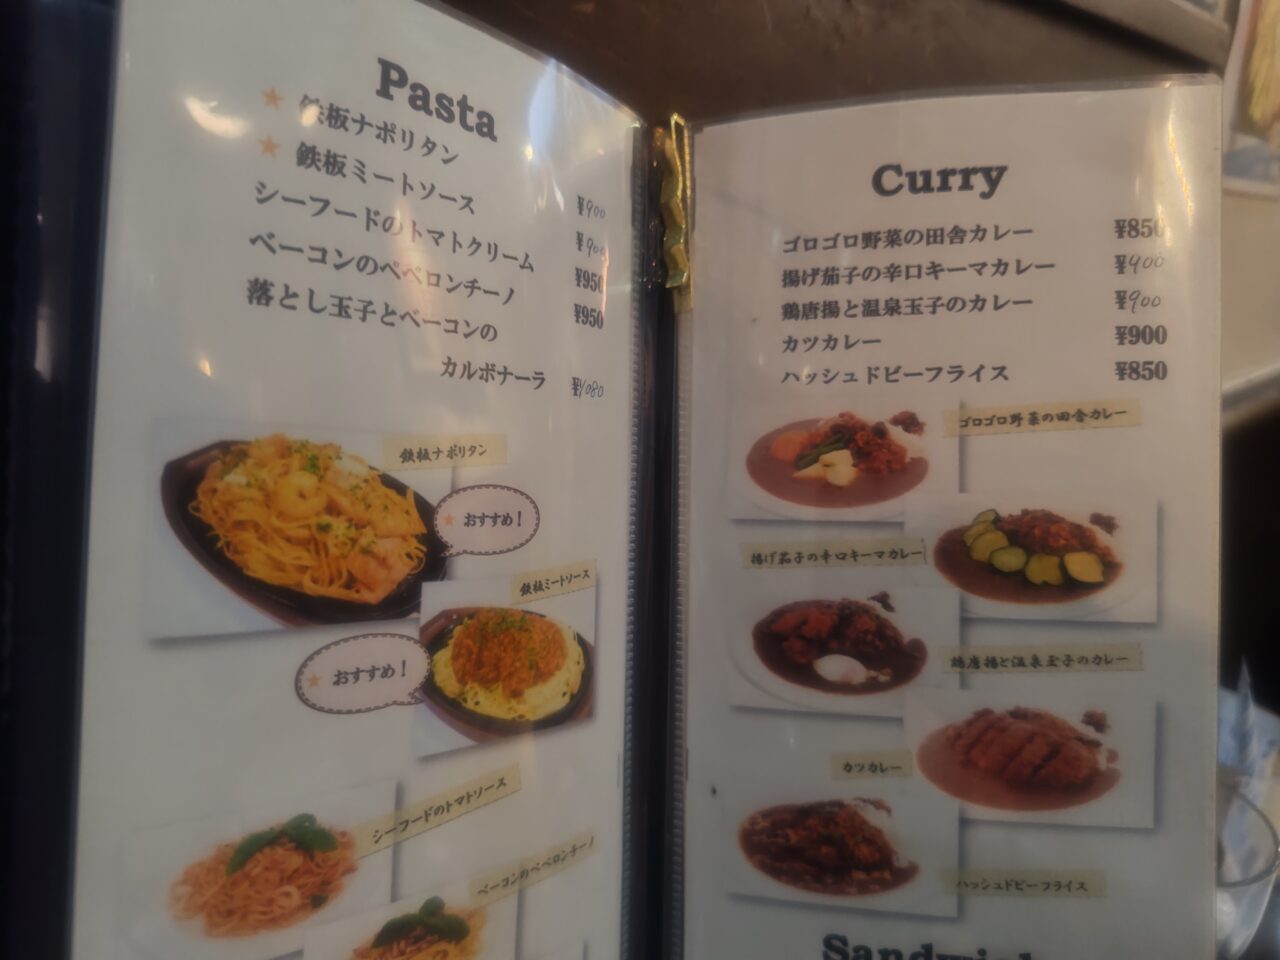 Pasta
★ 鉄板ナポリタン ¥900
★ 鉄板ミートソース ¥900
シーフードのトマトクリーム ¥950
ベーコンのペペロンチーノ ¥950
落とし玉子とベーコンの
カルボナーラ ¥1080
鉄板ナポリタン
★ おすすめ!
鉄板ミートソース
★ おすすめ!
シーフードのトマトソース
ベーコンのペペロンチーノ
Curry
ゴロゴロ野菜の田舎カレー ¥850
揚げ茄子の辛口キーマカレー ¥900
鶏唐揚と温泉玉子のカレー ¥900
カツカレー ¥900
ハッシュドビーフライス ¥850
ゴロゴロ野菜の田舎カレー
揚げ茄子の辛口キーマカレー
鶏唐揚と温泉玉子のカレー
カツカレー
ハッシュドビーフライス